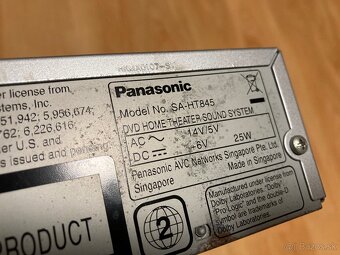 er license from
stems, Inc.
51,942; 5,956,674;
762; 6,226,616;
s issued and pending.
PRODUCT
Panasonic
Model No. SA-HT845
DVD HOME THEATER SOUND SYSTEM
AC 14V/5V
DC -6V 25W
Panasonic AVC Networks Singapore Pte. Ltd.
Singapore Made in Singapore
2
Manufactured under license from
Dolby Laboratories. "Dolby",
"Pro Logic" and the double-D
Symbol are trademarks of
Dolby Laboratories.